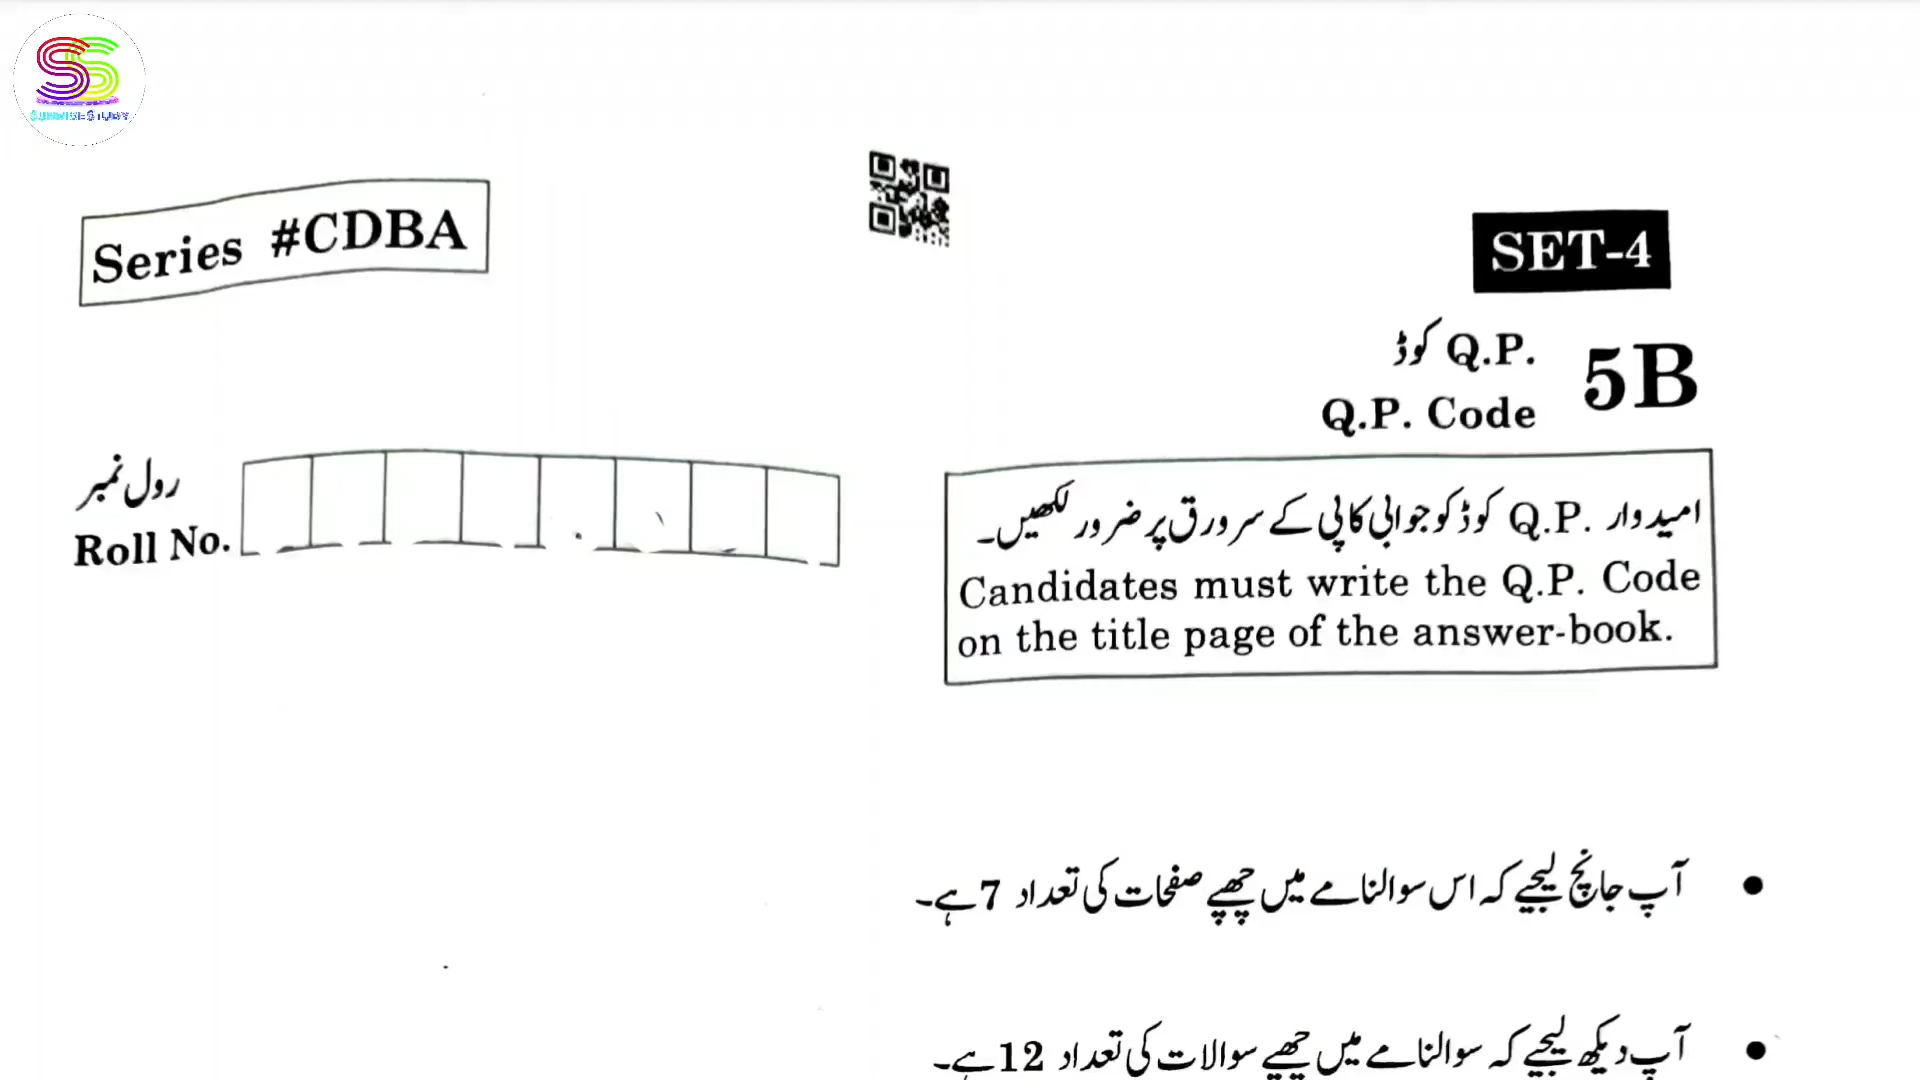 SUNRISESTUDY
Series #CDBA
SET-4
Q.P. کوڈ
Q.P. Code
5B
رول نمبر
Roll No.
امیدوار Q.P. کوڈ کو جوابی کاپی کے سرورق پر ضرور لکھیں۔
Candidates must write the Q.P. Code
on the title page of the answer-book.
● آپ جانچ لیجیے کہ اس سوالنامے میں چھپے صفحات کی تعداد 7 ہے۔
● آپ دیکھ لیجیے کہ سوالنامے میں چھپے سوالات کی تعداد 12 ہے۔